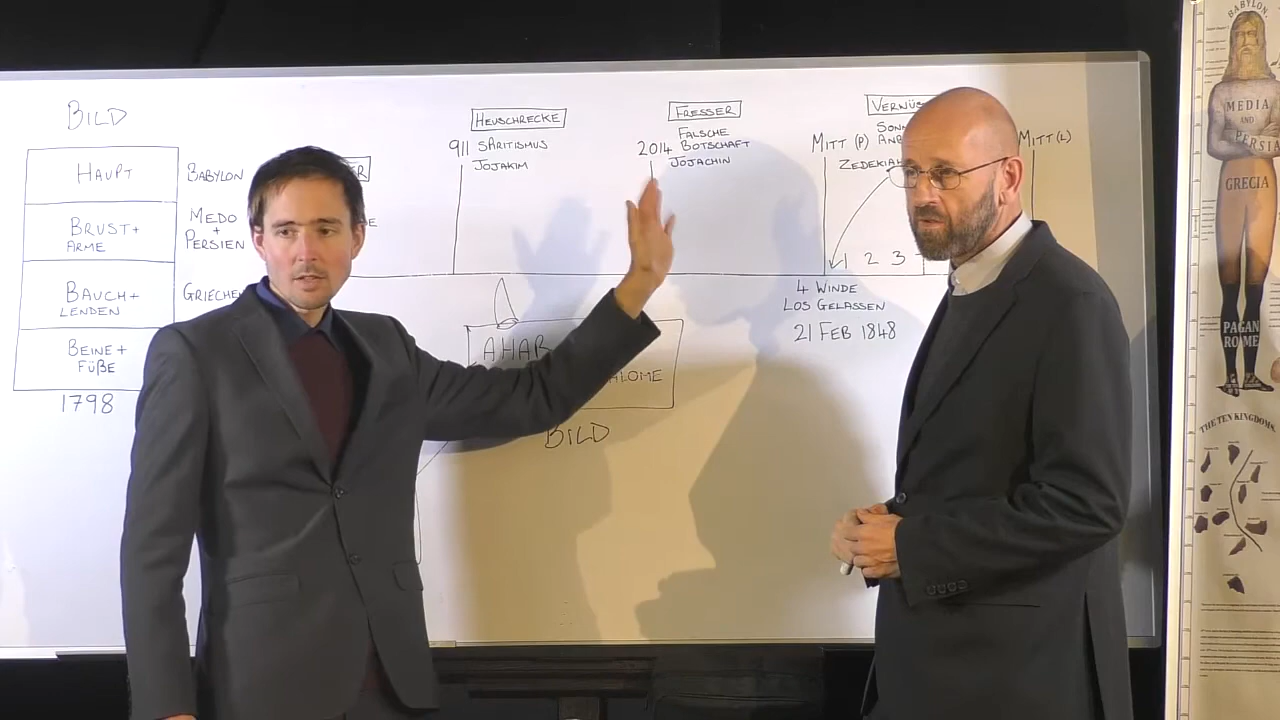 BILD
HAUPT
BABYLON
BRUST+
ARME
MEDO
+
PERSIEN
BAUCH+
LENDEN
BEINE+
FÜßE
1798
HEUSCHRECKE
911 SARITISMUS
JOJAKIM
FRESSER
2014
FALSCHE
BOTSCHAFT
JOJACHIN
MITT (P)
MITT (L)
1 2 3
4 WINDE
LOS GELASSEN
21 FEB 1848
BILD
BABYLON.
MEDIA
AND
PERSIA
GRECIA
PAGAN
ROME
THE TEN KINGDOMS.